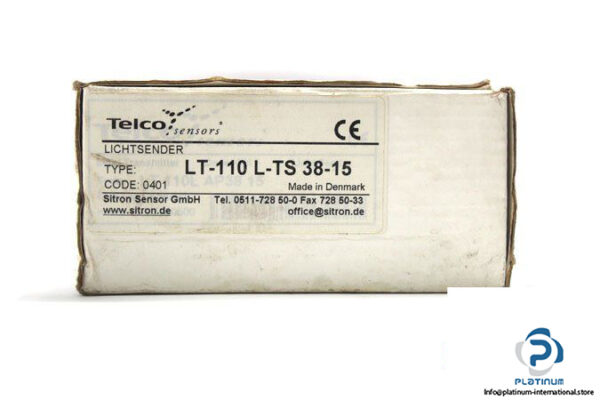 Telco sensors®
CE
LICHTSENDER
TYPE: LT-110 L-TS 38-15
CODE: 0401 Made in Denmark
Sitron Sensor GmbH Tel. 0511-728 50-0 Fax 728 50-33
www.sitron.de office@sitron.de
PLATINUM
Info@platinum-international.store